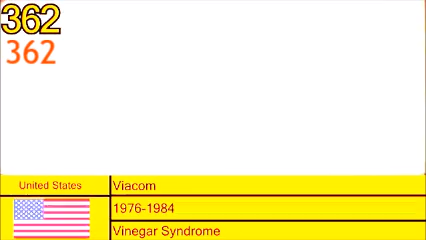 362
362
United States
Viacom
1976-1984
Vinegar Syndrome